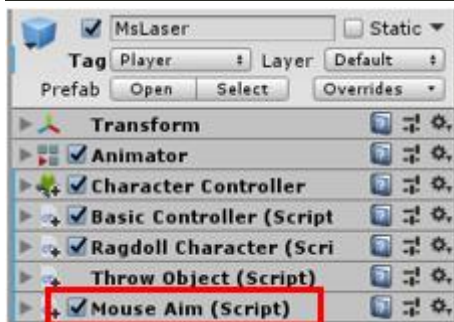 MsLaser Static
Tag Player Layer Default
Prefab Open Select Overrides
Transform
Animator
Character Controller
Basic Controller (Script
Ragdoll Character (Scri
Throw Object (Script)
Mouse Aim (Script)